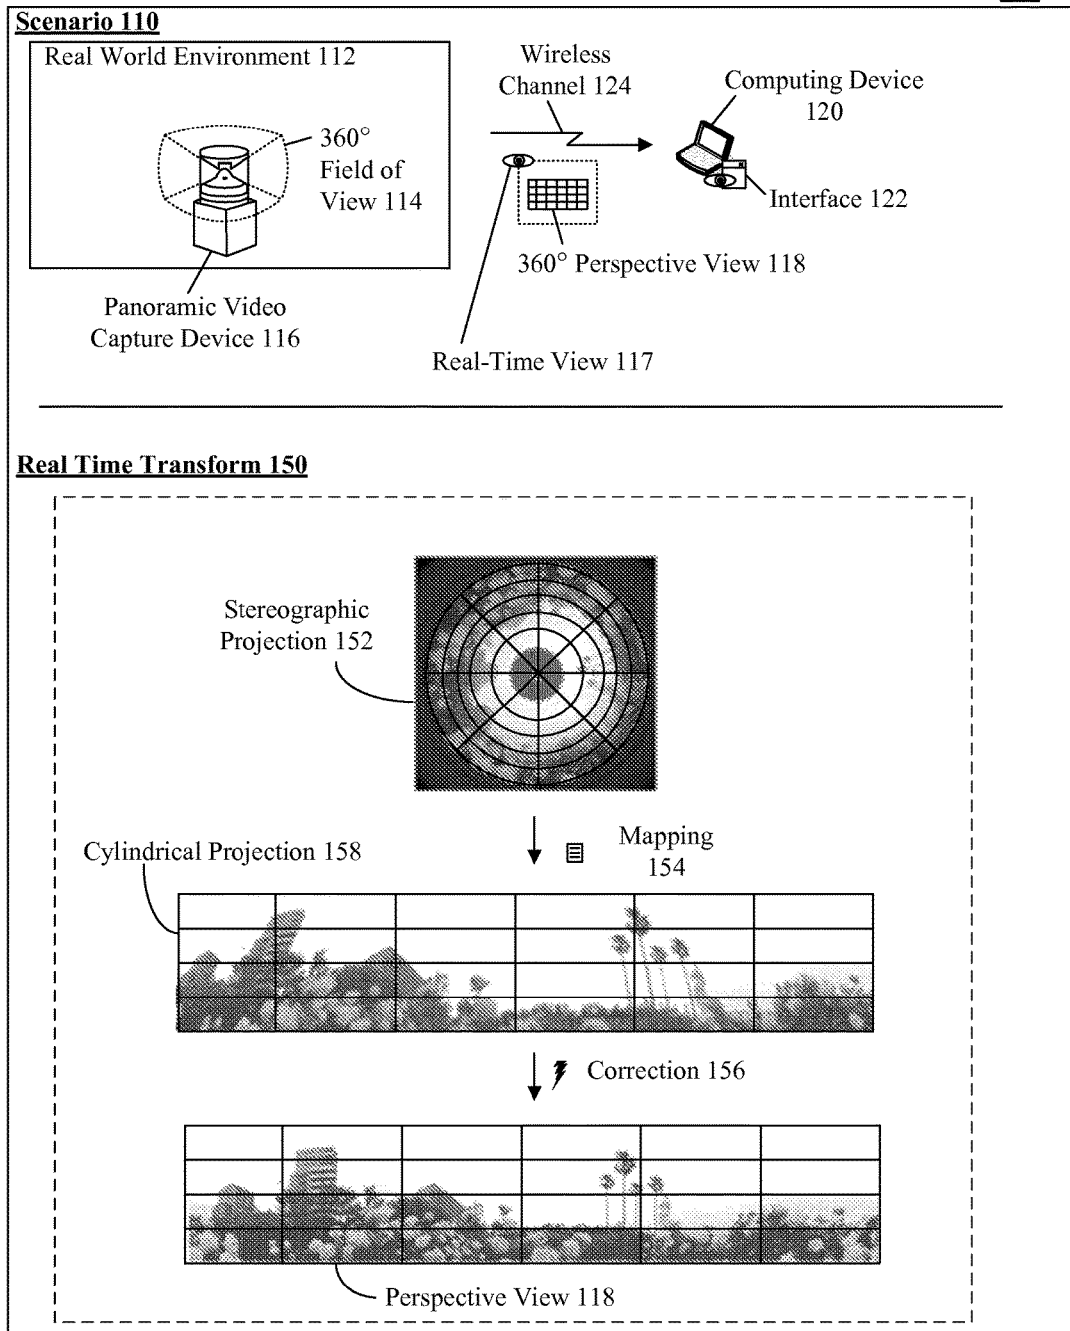 Scenario 110
Real World Environment 112
360°
Field of
View 114
Panoramic Video
Capture Device 116
Wireless
Channel 124
Computing Device
120
Interface 122
360° Perspective View 118
Real-Time View 117
Real Time Transform 150
Stereographic
Projection 152
Mapping
154
Cylindrical Projection 158
Correction 156
Perspective View 118